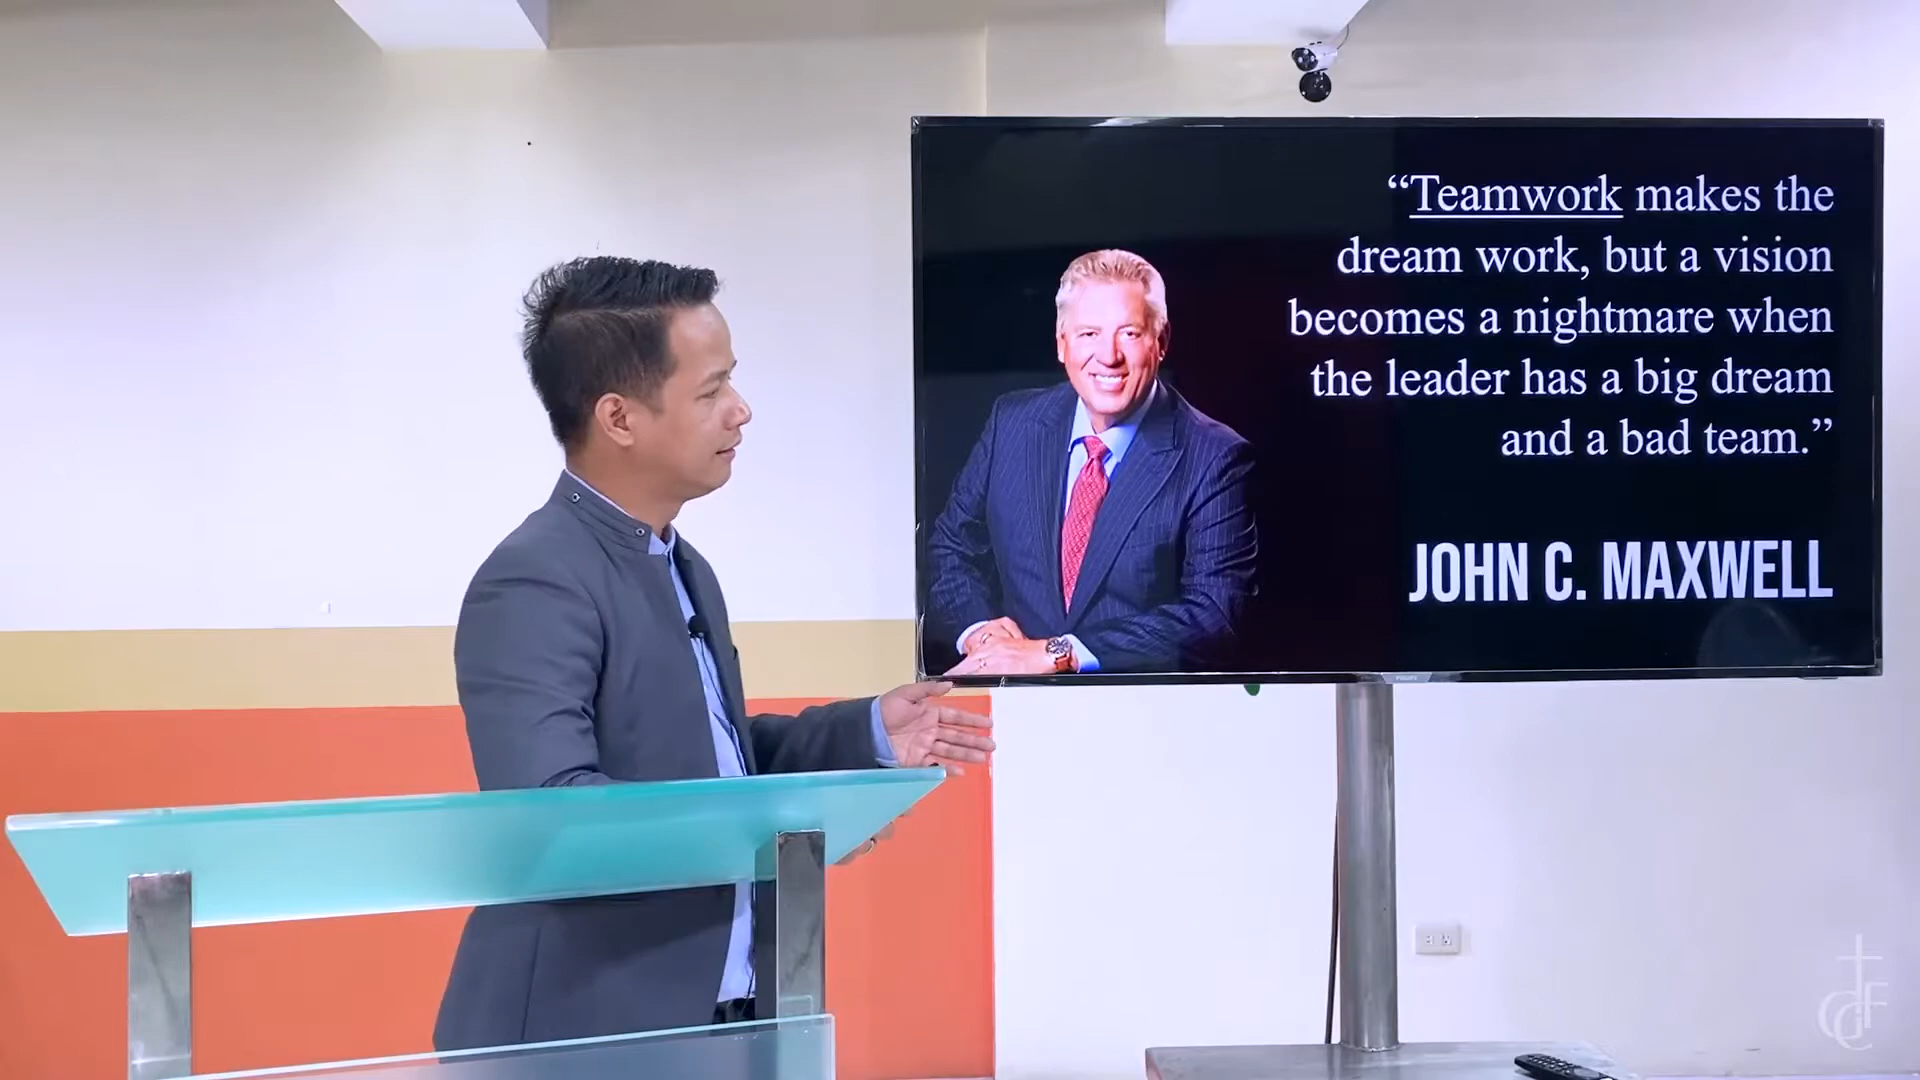 “Teamwork makes the
dream work, but a vision
becomes a nightmare when
the leader has a big dream
and a bad team.”
JOHN C. MAXWELL
PHILIPS